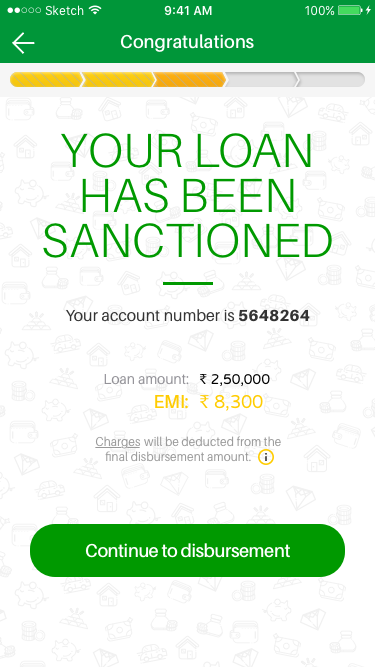 Sketch 9:41 AM 100%
Congratulations
YOUR LOAN
HAS BEEN
SANCTIONED
Your account number is 5648264
Loan amount: ₹ 2,50,000
EMI: ₹ 8,300
Charges will be deducted from the
final disbursement amount. i
Continue to disbursement